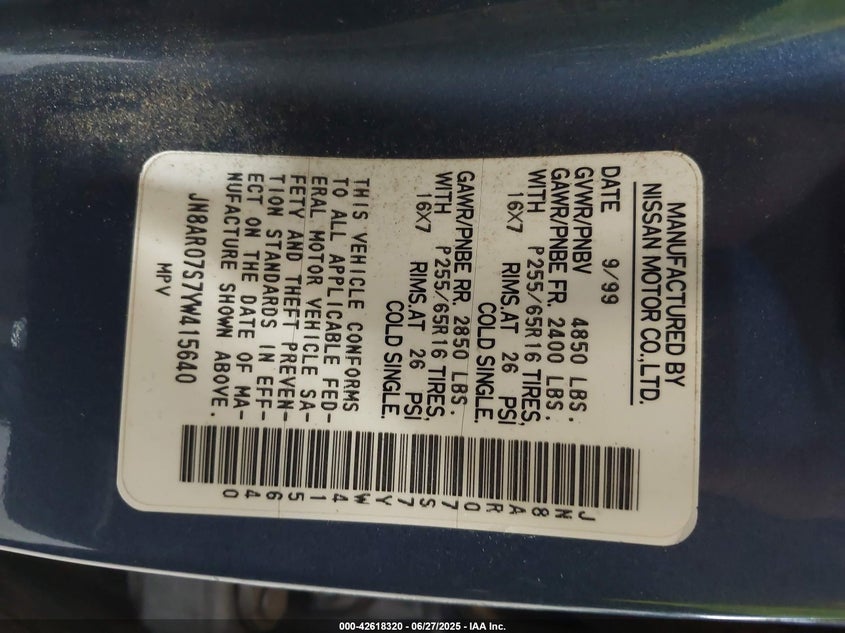 MANUFACTURED BY
NISSAN MOTOR CO.,LTD.
DATE 9/99
GVWR/PNBV 4850 LBS.
GAWR/PNBE FR. 2400 LBS.
WITH P255/65R16 TIRES,
16X7 RIMS.AT 26 PSI
COLD SINGLE.
GAWR/PNBE RR. 2850 LBS.
WITH P255/65R16 TIRES,
16X7 RIMS.AT 26 PSI
COLD SINGLE.
THIS VEHICLE CONFORMS
TO ALL APPLICABLE FED-
ERAL MOTOR VEHICLE SA-
FETY AND THEFT PREVEN-
TION STANDARDS IN EFF-
ECT ON THE DATE OF MA-
NUFACTURE SHOWN ABOVE.
JN8AR07S7YW415640
MPV
JN8AR07S7YW415640
000-42618320 - 06/27/2025 - IAA Inc.